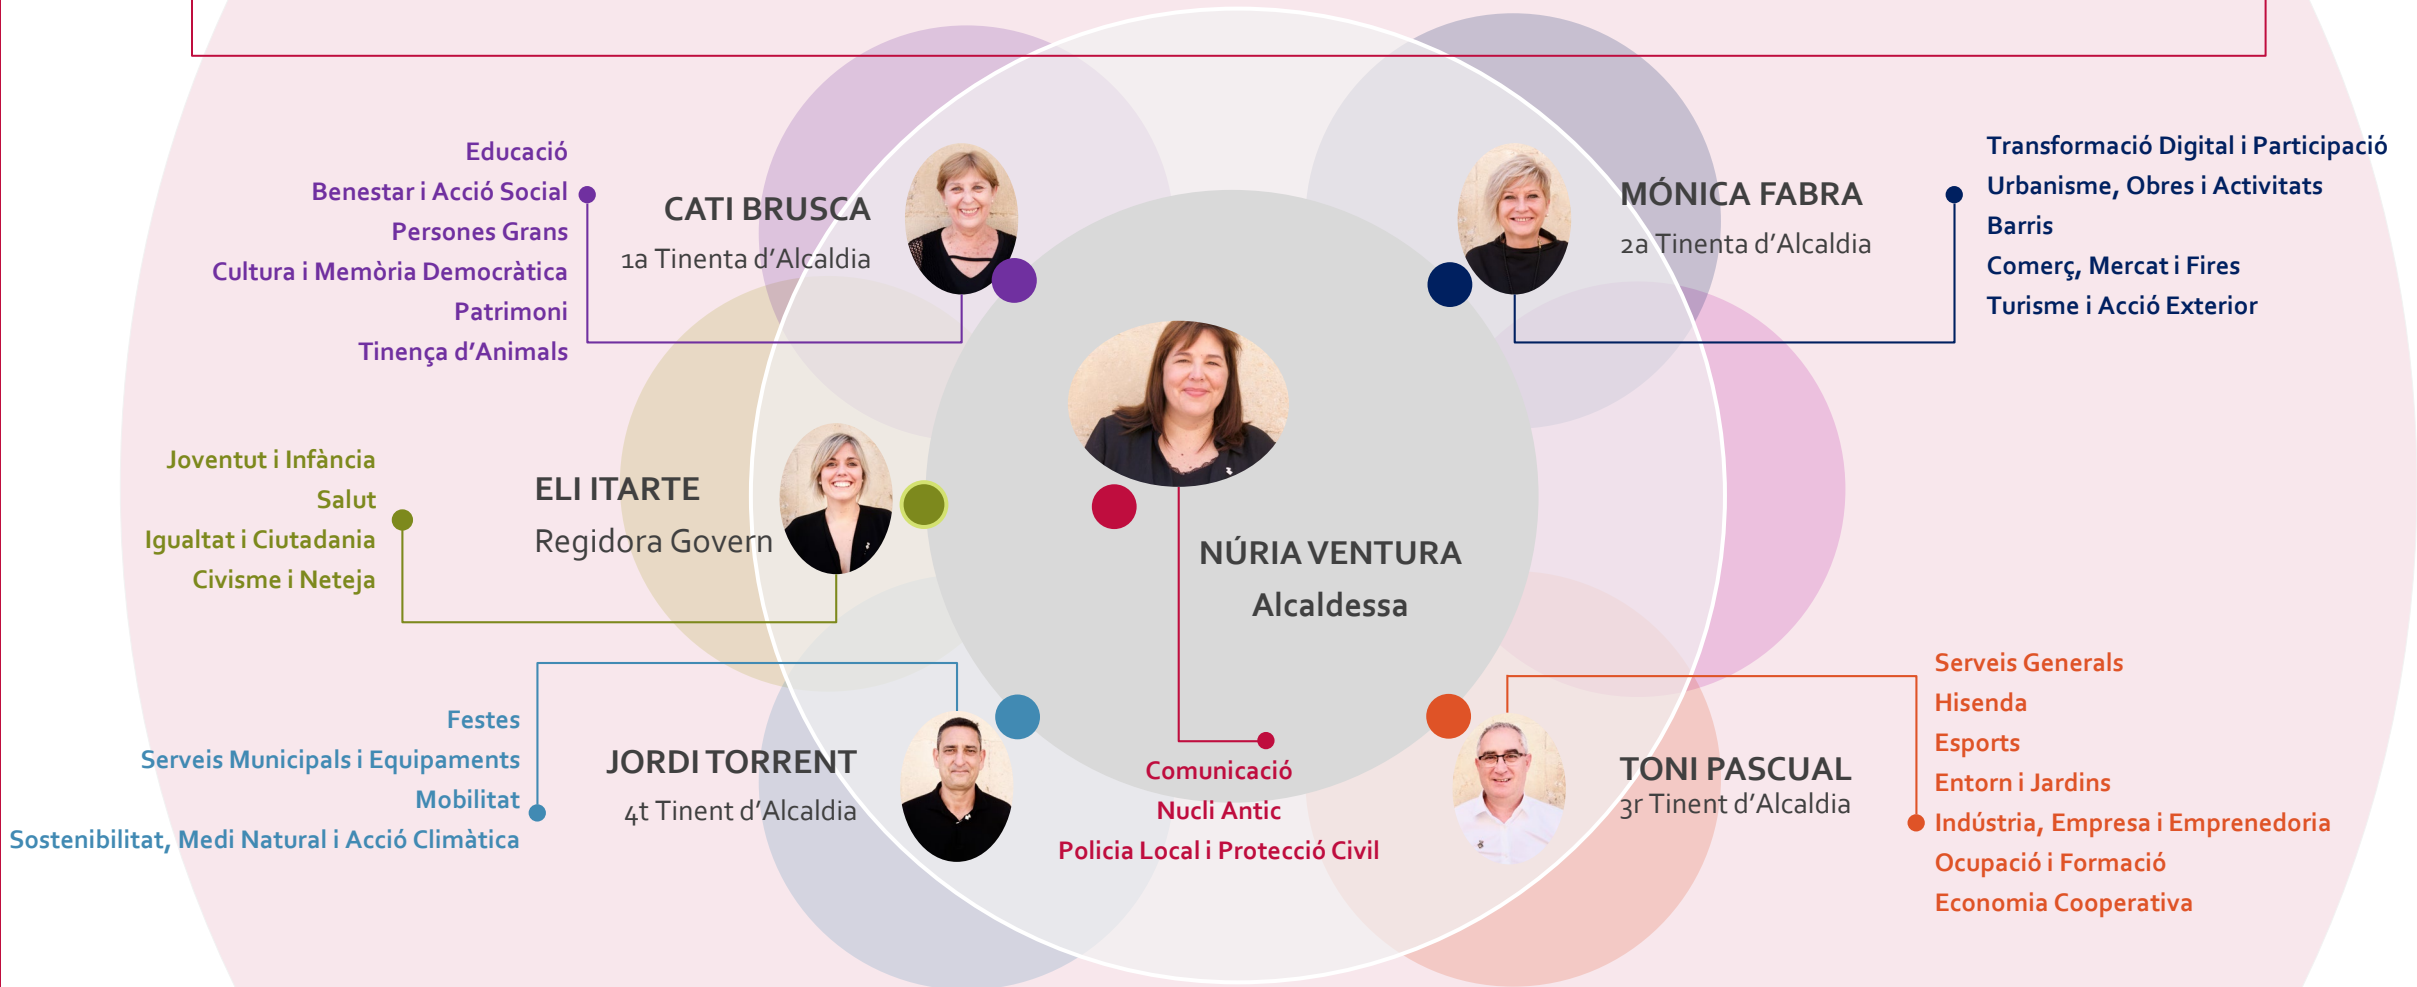 Educació
Benestar i Acció Social
Persones Grans
Cultura i Memòria Democràtica
Patrimoni
Tinença d’Animals
CATI BRUSCA
1a Tinenta d’Alcaldia
MÓNICA FABRA
2a Tinenta d’Alcaldia
Transformació Digital i Participació
Urbanisme, Obres i Activitats
Barris
Comerç, Mercat i Fires
Turisme i Acció Exterior
Joventut i Infància
Salut
Igualtat i Ciutadania
Civisme i Neteja
ELI ITARTE
Regidora Govern
NÚRIA VENTURA
Alcaldessa
Comunicació
Nucli Antic
Policia Local i Protecció Civil
Festes
Serveis Municipals i Equipaments
Mobilitat
Sostenibilitat, Medi Natural i Acció Climàtica
JORDI TORRENT
4t Tinent d’Alcaldia
TONI PASCUAL
3r Tinent d’Alcaldia
Serveis Generals
Hisenda
Esports
Entorn i Jardins
Indústria, Empresa i Emprenedoria
Ocupació i Formació
Economia Cooperativa